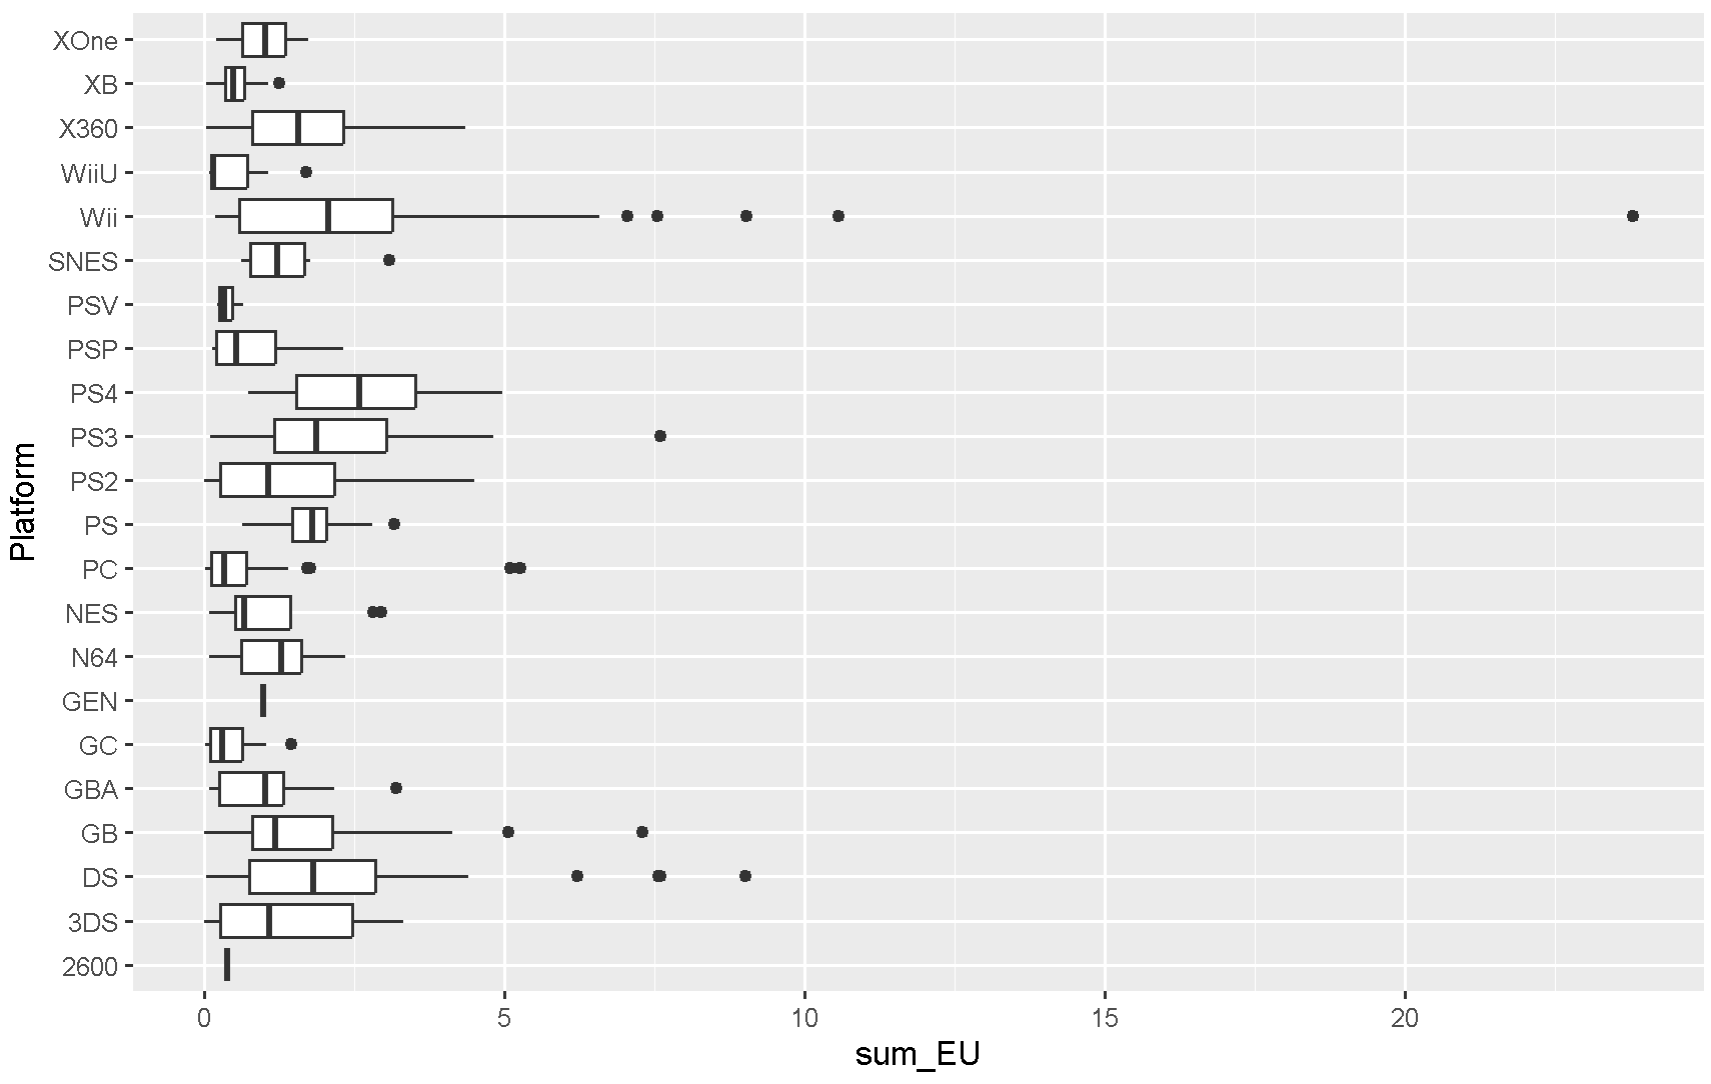 XOne
XB
X360
WiiU
Wii
SNES
PSV
PSP
PS4
PS3
PS2
PS
PC
NES
N64
GEN
GC
GBA
GB
DS
3DS
2600
Platform
0 5 10 15 20
sum_EU